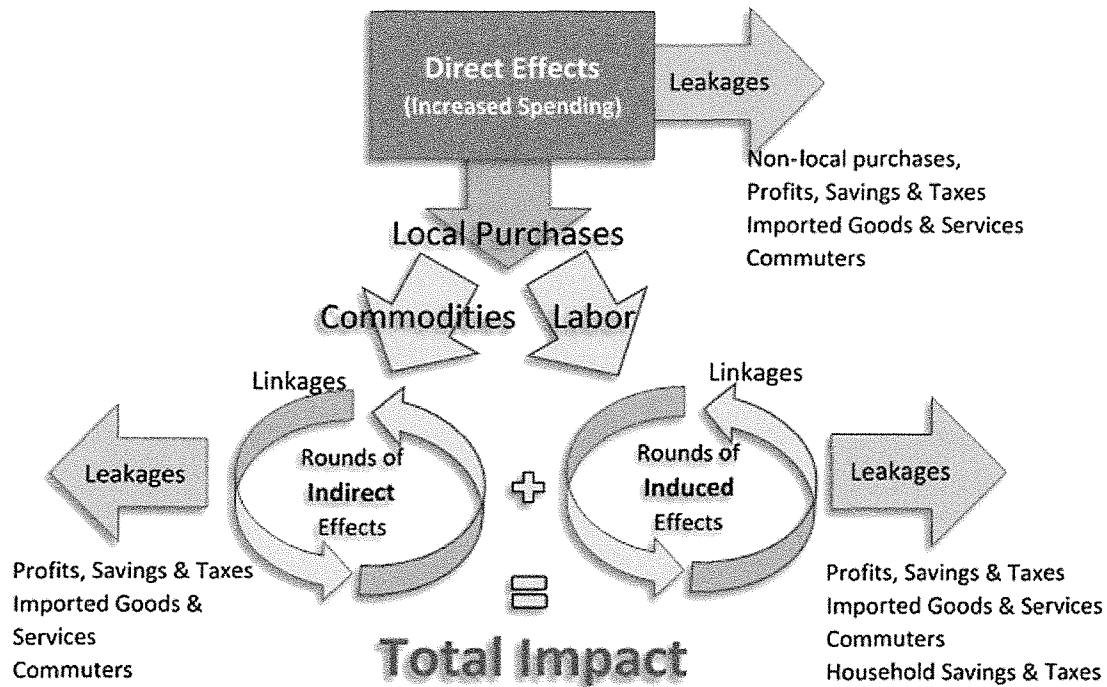 Direct Effects
(Increased Spending)
Leakages
Non-local purchases,
Profits, Savings & Taxes
Imported Goods & Services
Commuters
Local Purchases
Commodities
Labor
Linkages
Linkages
Leakages
Rounds of
Indirect
Effects
Rounds of
Induced
Effects
Leakages
Profits, Savings & Taxes
Imported Goods &
Services
Commuters
Profits, Savings & Taxes
Imported Goods & Services
Commuters
Household Savings & Taxes
Total Impact